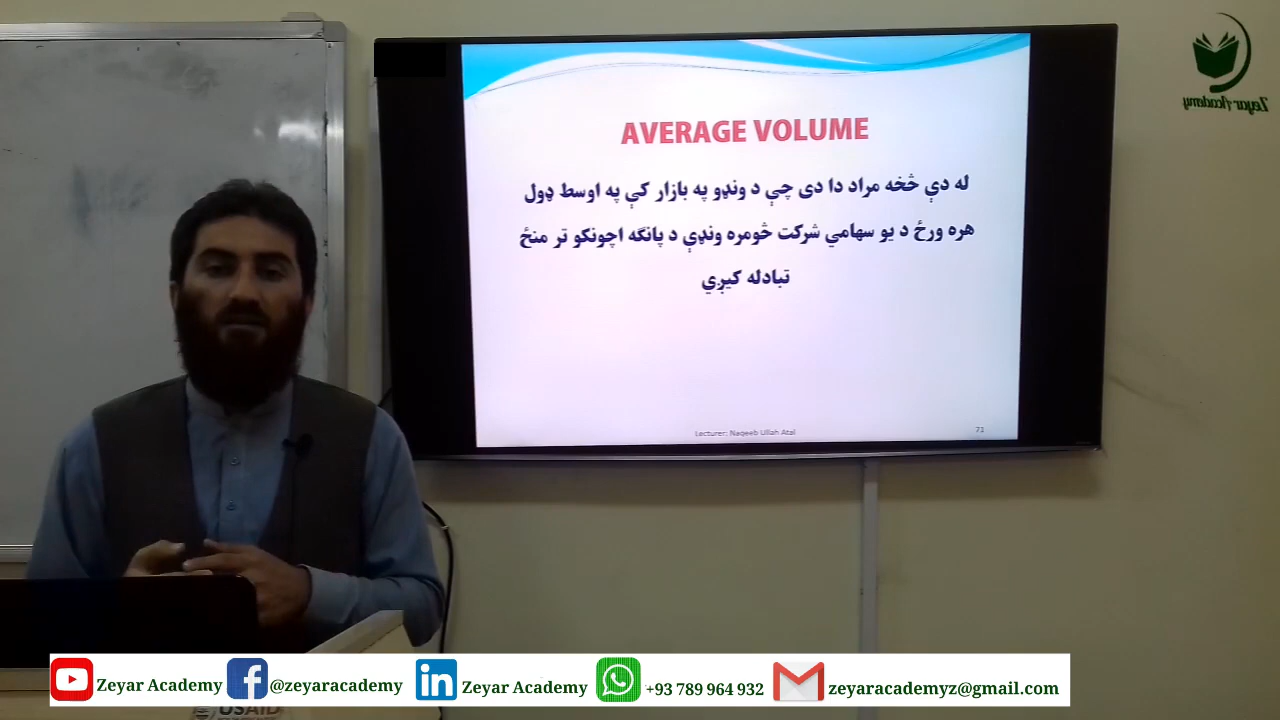 AVERAGE VOLUME
له دې څخه مراد دا دی چې د ونډو په بازار کې په اوسط ډول
هره ورځ د یو سهامي شرکت څومره ونډې د پانګه اچونکو تر منځ
تبادله کیږي
Lecturer: Naqeeb Ullah Atal
71
Zeyar Academy
Zeyar Academy
@zeyaracademy
Zeyar Academy
+93 789 964 932
zeyaracademyz@gmail.com
USAID